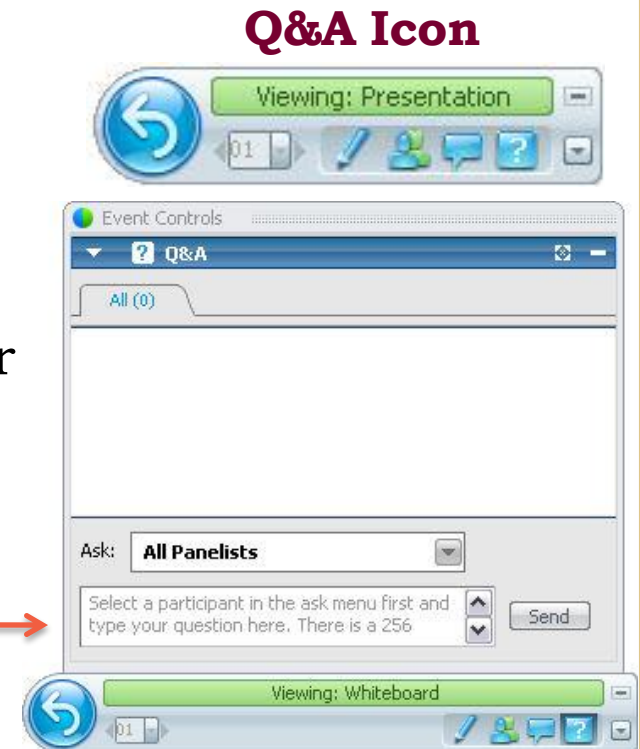 Q&A Icon
Viewing: Presentation
01
?
Event Controls
? Q&A
All (0)
r
Ask: All Panelists
Select a participant in the ask menu first and
type your question here. There is a 256
Send
Viewing: Whiteboard
01
?